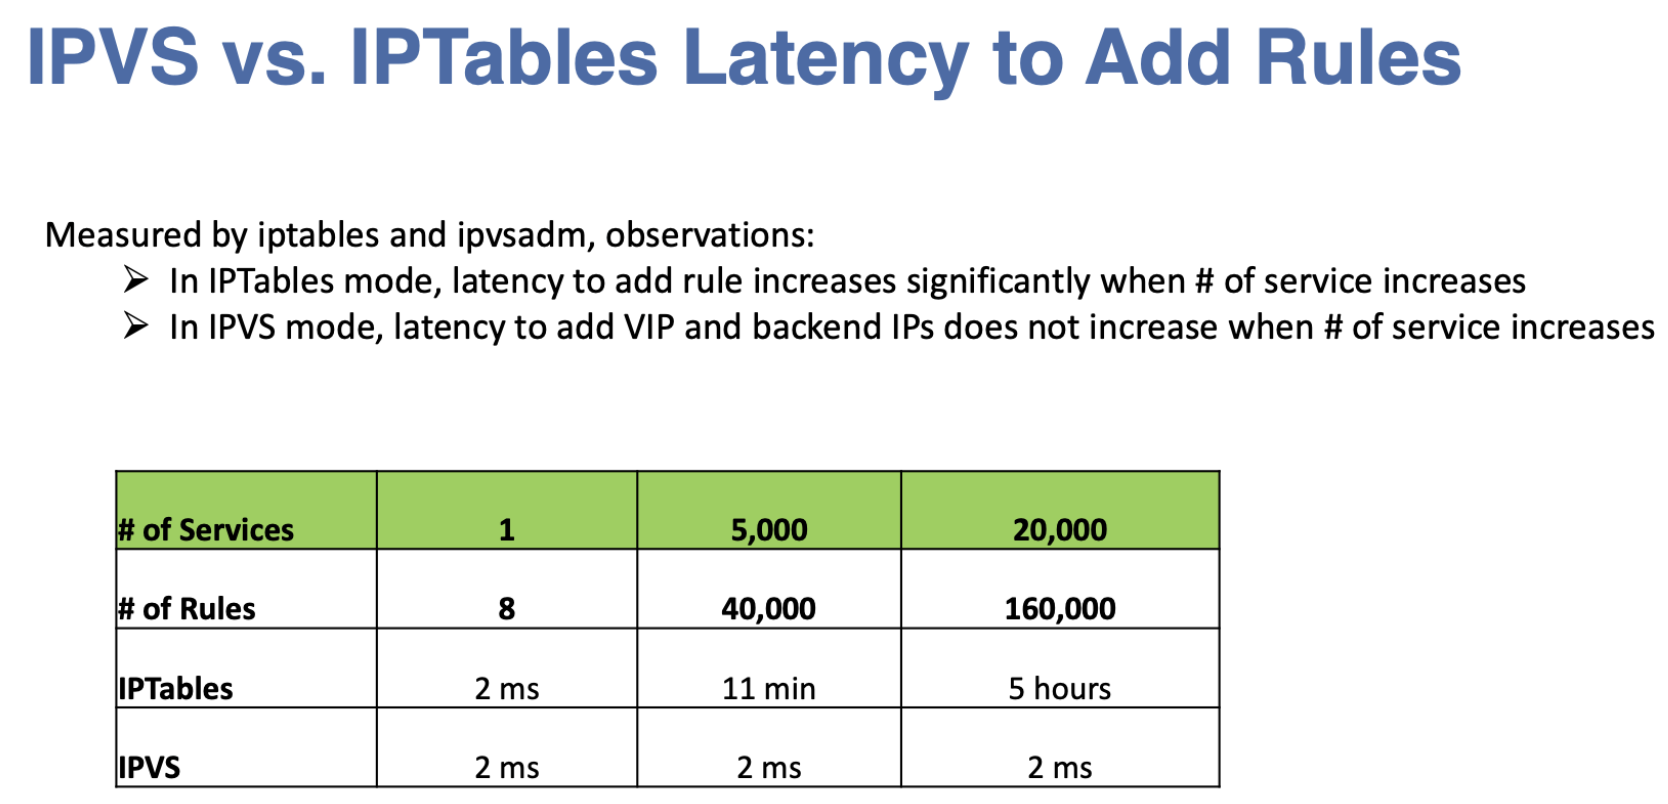 IPVS vs. IPTables Latency to Add Rules
Measured by iptables and ipvsadm, observations:
➢ In IPTables mode, latency to add rule increases significantly when # of service increases
➢ In IPVS mode, latency to add VIP and backend IPs does not increase when # of service increases
# of Services 1 5,000 20,000
# of Rules 8 40,000 160,000
IPTables 2 ms 11 min 5 hours
IPVS 2 ms 2 ms 2 ms